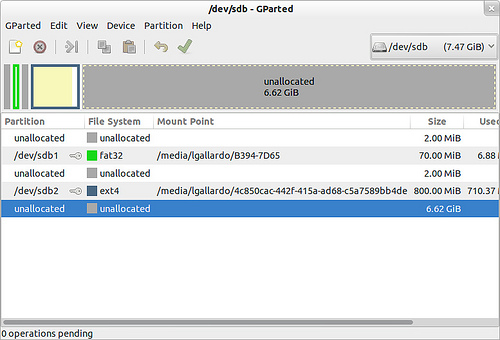 /dev/sdb - GParted
GParted Edit View Device Partition Help
/dev/sdb (7.47 GiB)
unallocated
6.62 GiB
Partition File System Mount Point Size Used
unallocated unallocated 2.00 MiB
/dev/sdb1 fat32 /media/lgallardo/B394-7D65 70.00 MiB 6.88 M
unallocated unallocated 2.00 MiB
/dev/sdb2 ext4 /media/lgallardo/4c850cac-442f-415a-ad68-c5a7589bb4de 800.00 MiB 710.37
unallocated unallocated 6.62 GiB
0 operations pending